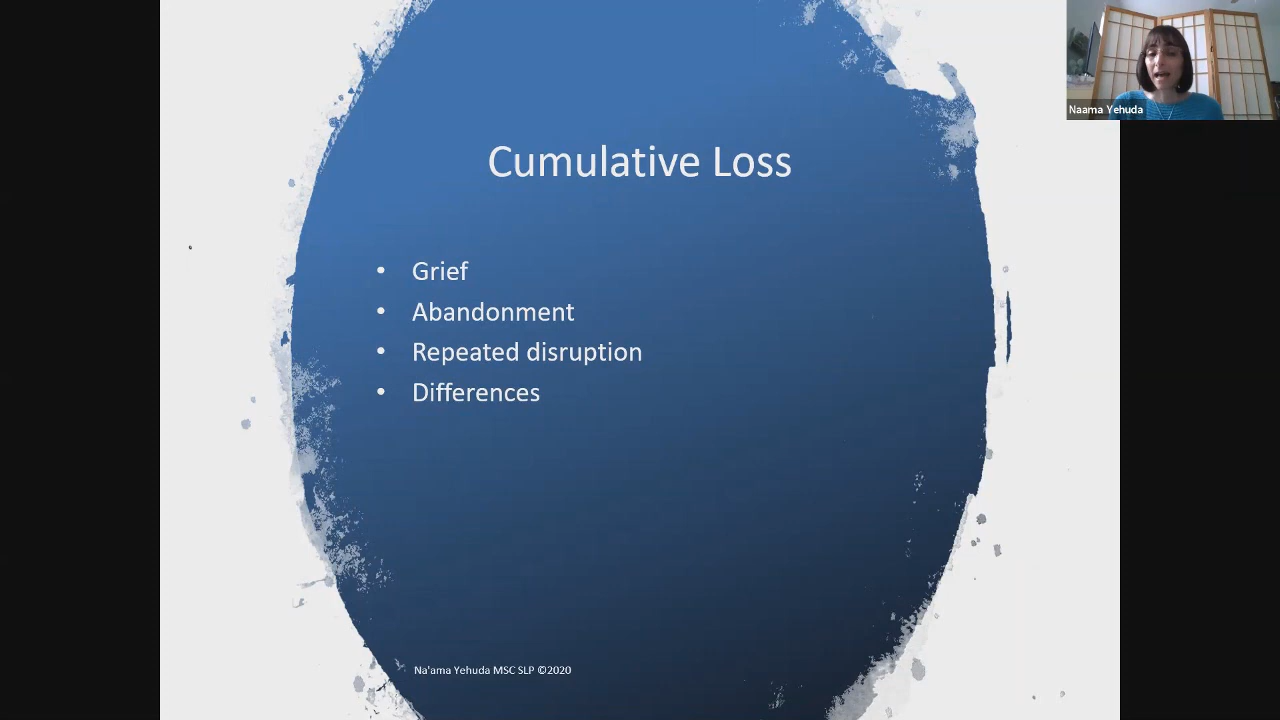 Naama Yehuda
Cumulative Loss
• Grief
• Abandonment
• Repeated disruption
• Differences
Na'ama Yehuda MSC SLP ©2020